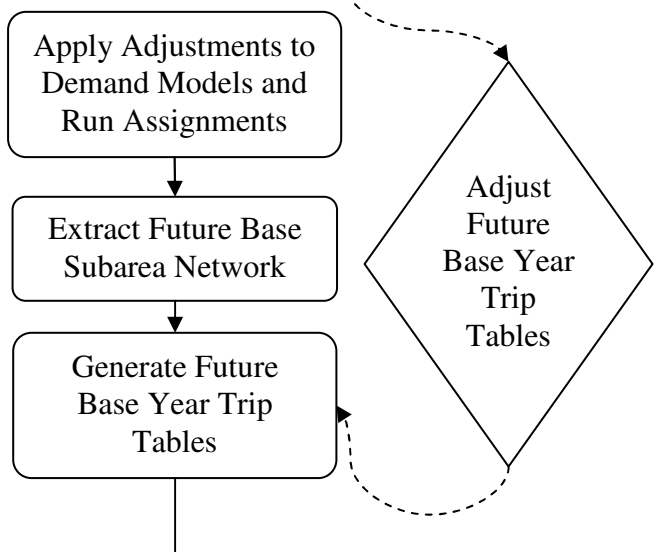 Apply Adjustments to
Demand Models and
Run Assignments
Extract Future Base
Subarea Network
Generate Future
Base Year Trip
Tables
Adjust
Future
Base Year
Trip
Tables